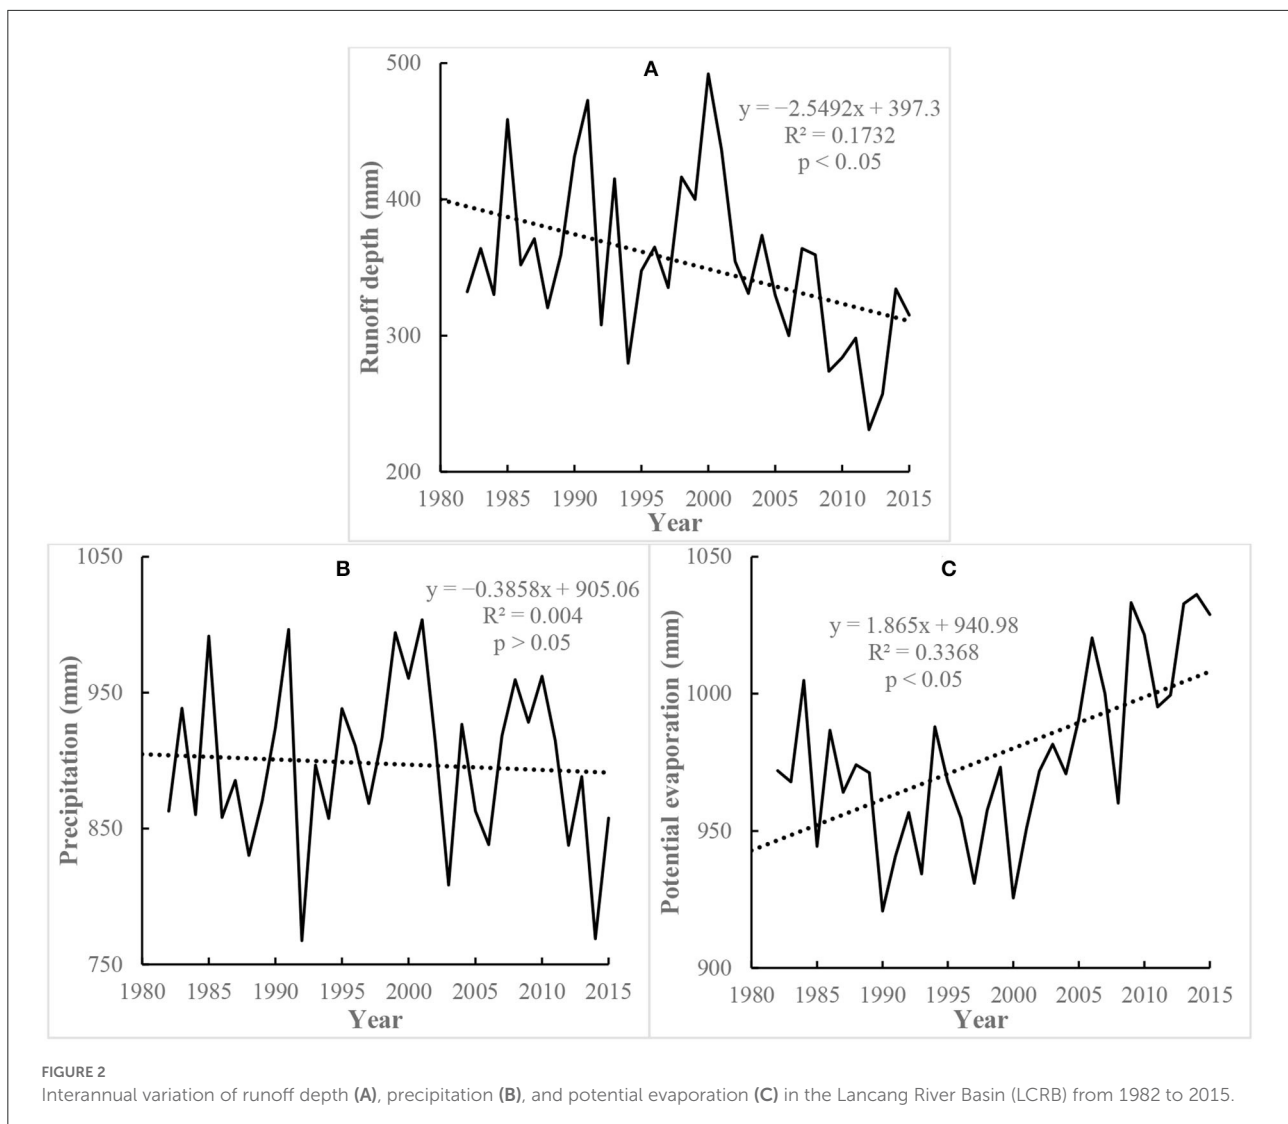 A
500
400
300
200
Runoff depth (mm)
y = −2.5492x + 397.3
R² = 0.1732
p < 0..05
1980 1985 1990 1995 2000 2005 2010 2015
Year
B
1050
950
850
750
Precipitation (mm)
y = −0.3858x + 905.06
R² = 0.004
p > 0.05
1980 1985 1990 1995 2000 2005 2010 2015
Year
C
1050
1000
950
900
Potential evaporation (mm)
y = 1.865x + 940.98
R² = 0.3368
p < 0.05
1980 1985 1990 1995 2000 2005 2010 2015
Year
FIGURE 2
Interannual variation of runoff depth (A), precipitation (B), and potential evaporation (C) in the Lancang River Basin (LCRB) from 1982 to 2015.